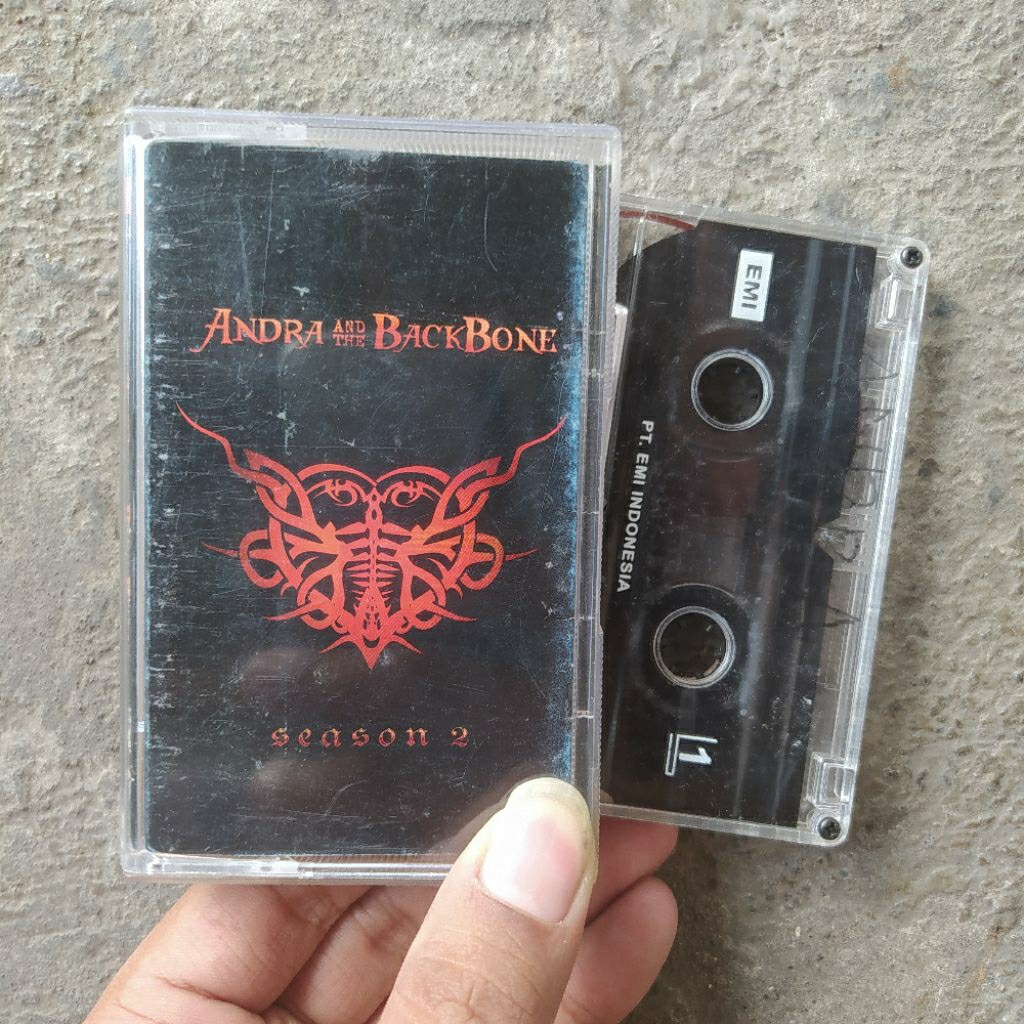 ANDRA AND THE BACKBONE
season 2
EMI
PT. EMI INDONESIA
1